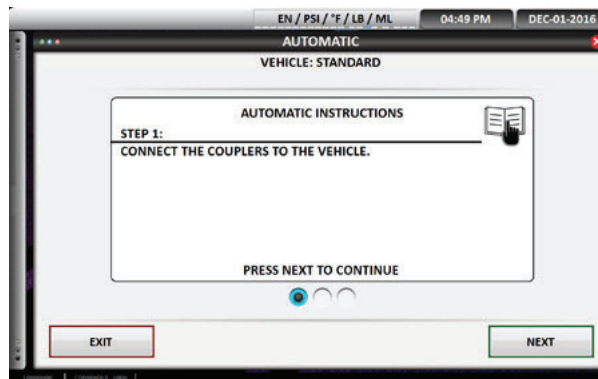 EN / PSI / °F / LB / ML 04:49 PM DEC-01-2016
AUTOMATIC
VEHICLE: STANDARD
AUTOMATIC INSTRUCTIONS
STEP 1:
CONNECT THE COUPLERS TO THE VEHICLE.
PRESS NEXT TO CONTINUE
EXIT NEXT